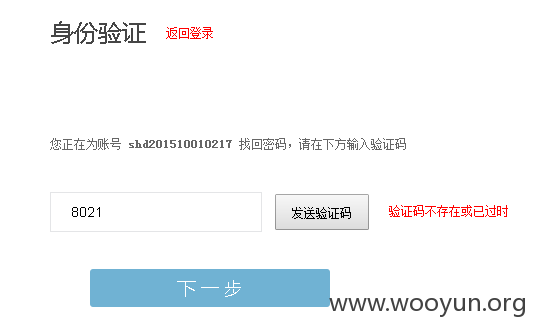 身份验证 返回登录
您正在为账号 shd201510010217 找回密码，请在下方输入验证码
8021 发送验证码 验证码不存在或已过时
下一步
www.wooyun.org